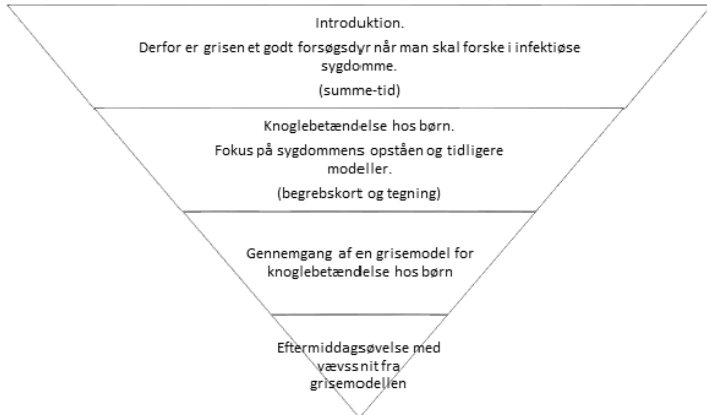 Introduktion.
Derfor er grisen et godt forsøgsdyr når man skal forske i infektiøse
sygdomme.
(summe-tid)
Knoglebetændelse hos børn.
Fokus på sygdommens opståen og tidligere
modeller.
(begrebskort og tegning)
Gennemgang af en grisemodel for
knoglebetændelse hos børn
Eftermiddagsøvelse med
vævssnit fra
grisemodellen